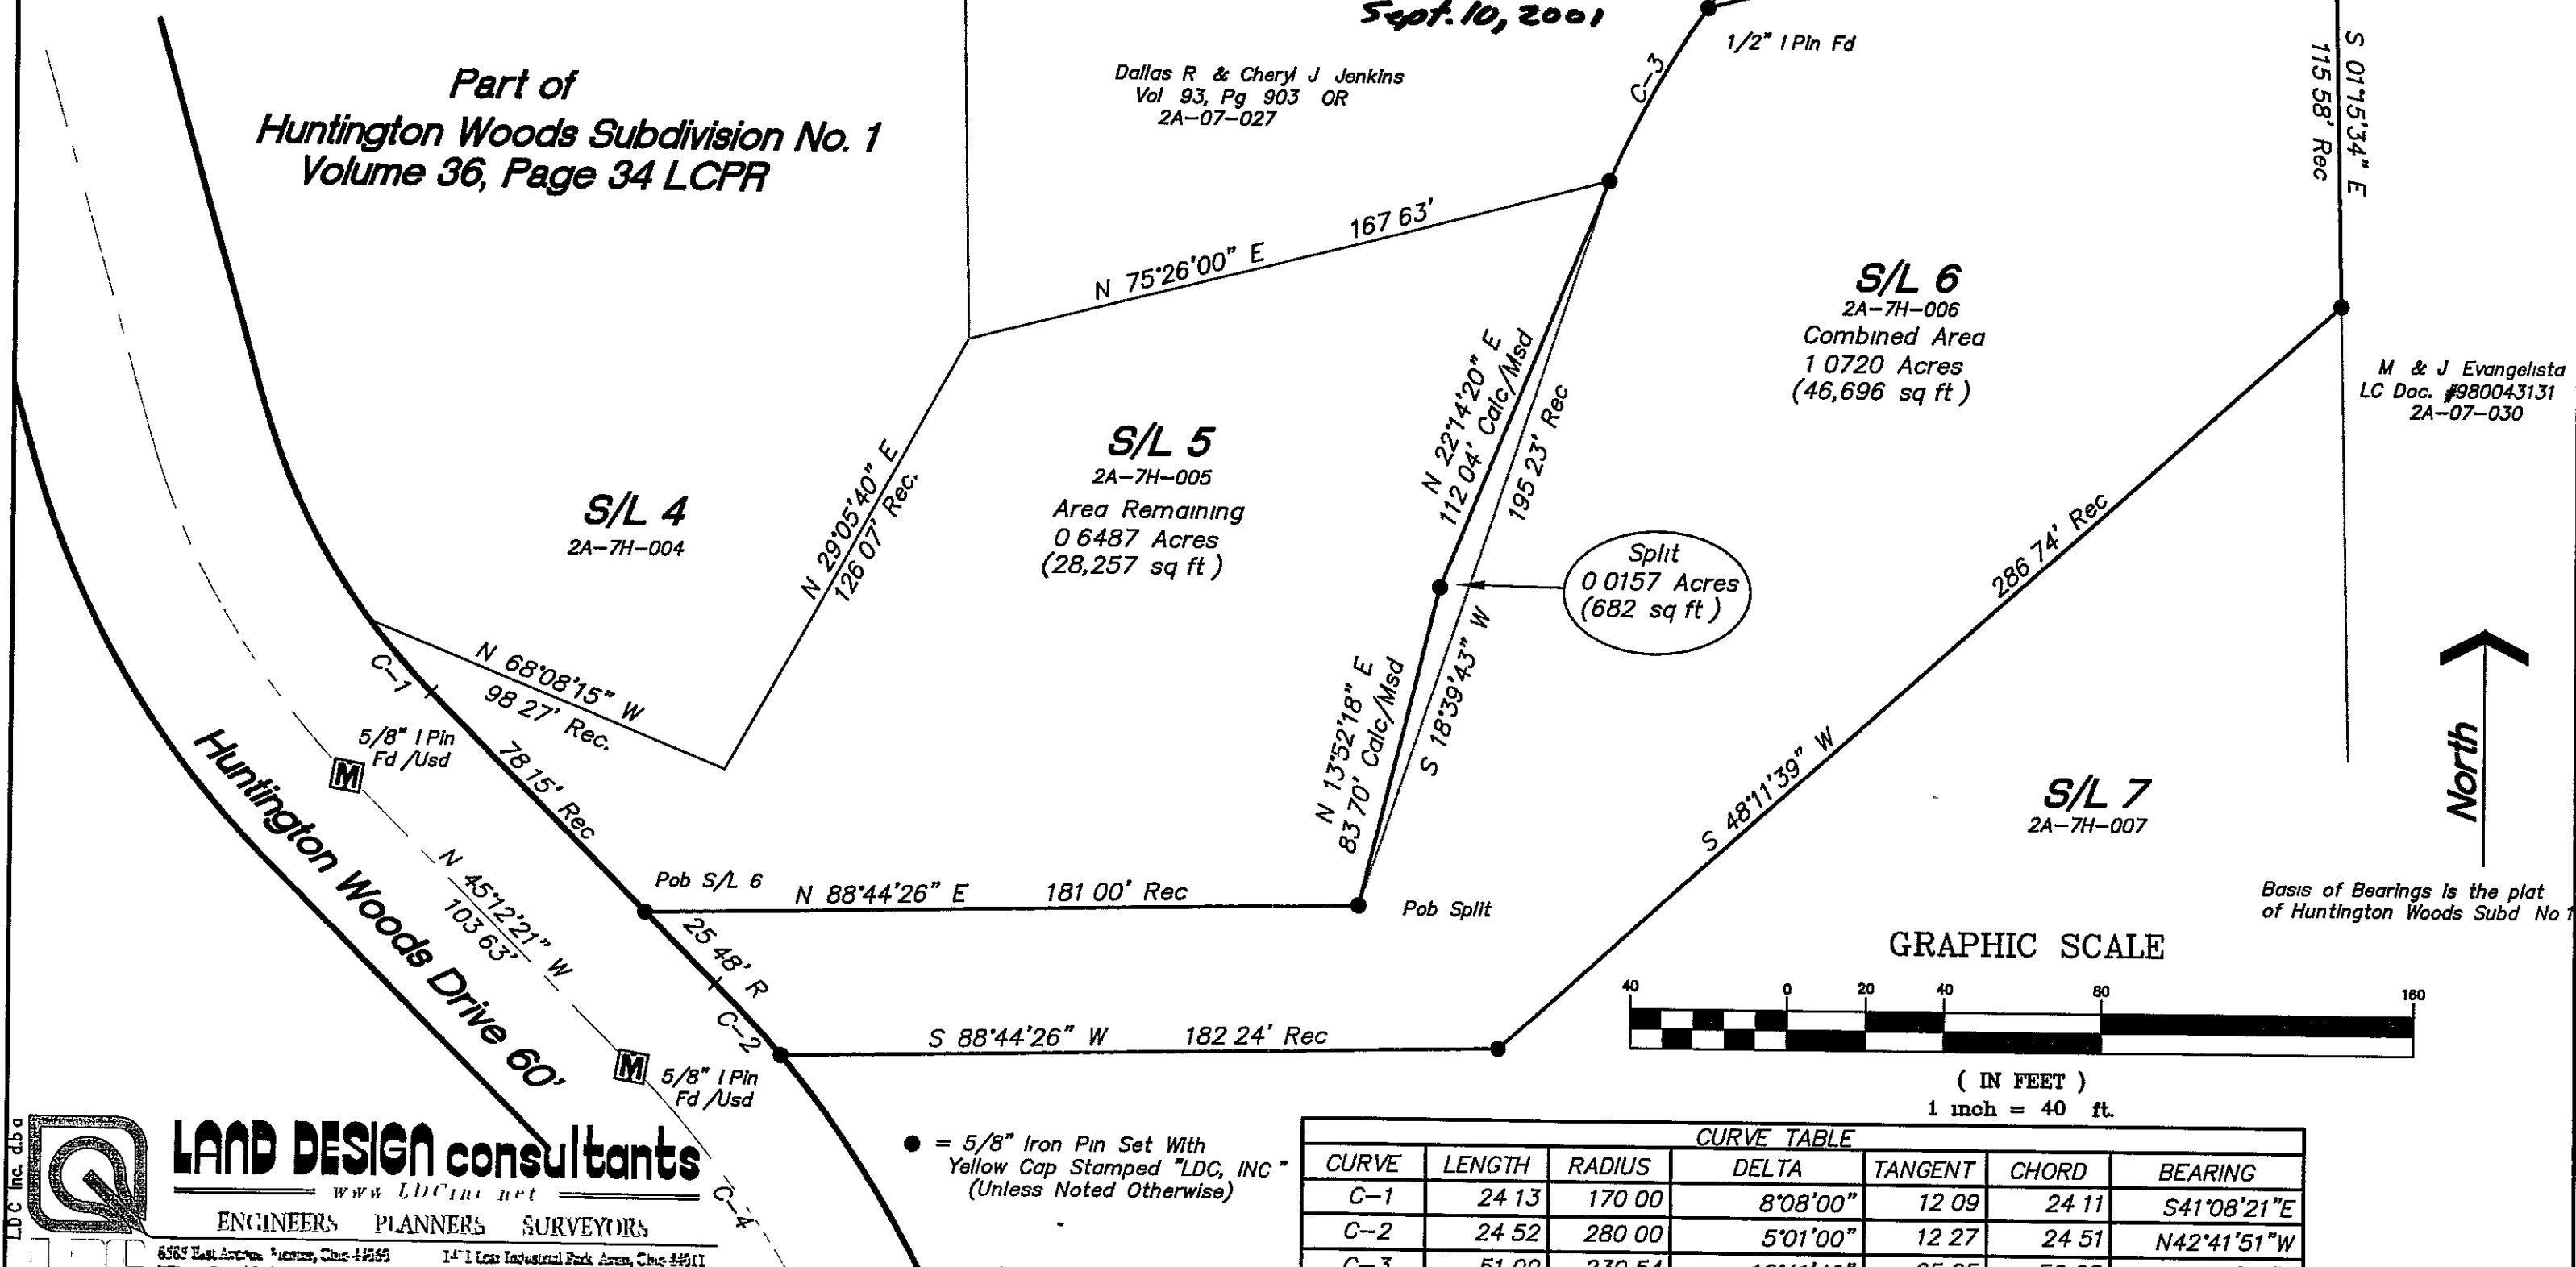 Sept. 10, 2001
Part of
Huntington Woods Subdivision No. 1
Volume 36, Page 34 LCPR
Dallas R & Cheryl J Jenkins
Vol 93, Pg 903 OR
2A-07-027
1/2" I Pin Fd
C-3
S 01°15'34" E
115 58' Rec
N 75°26'00" E
167 63'
S/L 6
2A-7H-006
Combined Area
1 0720 Acres
(46,696 sq ft )
M & J Evangelista
LC Doc. #980043131
2A-07-030
S/L 4
2A-7H-004
N 29°05'40" E
126 07' Rec.
S/L 5
2A-7H-005
Area Remaining
0 6487 Acres
(28,257 sq ft )
N 22°14'20" E
112 04' Calc/Msd
195 23' Rec
S 18°39'43" W
Split
0 0157 Acres
(682 sq ft )
286 74' Rec
S 48°11'39" W
N 68°08'15" W
98 27' Rec.
C-1
5/8" I Pin
Fd /Usd
M
78 15' Rec
N 13°52'18" E
83 70' Calc/Msd
S/L 7
2A-7H-007
North
Huntington Woods Drive 60'
N 45°12'21" W
103 63'
Pob S/L 6
N 88°44'26" E 181 00' Rec
Pob Split
Basis of Bearings is the plat
of Huntington Woods Subd No 1
25 48' R
C-2
S 88°44'26" W 182 24' Rec
M
5/8" I Pin
Fd /Usd
GRAPHIC SCALE
40 0 20 40 80 160
( IN FEET )
1 inch = 40 ft.
L D C Inc. d.b a
LAND DESIGN consultants
www LDCinc net
ENGINEERS PLANNERS SURVEYORS
C-4
= 5/8" Iron Pin Set With
Yellow Cap Stamped "LDC, INC "
(Unless Noted Otherwise)
CURVE TABLE
CURVE LENGTH RADIUS DELTA TANGENT CHORD BEARING
C-1 24 13 170 00 8°08'00" 12 09 24 11 S41°08'21"E
C-2 24 52 280 00 5°01'00" 12 27 24 51 N42°41'51"W
C-3